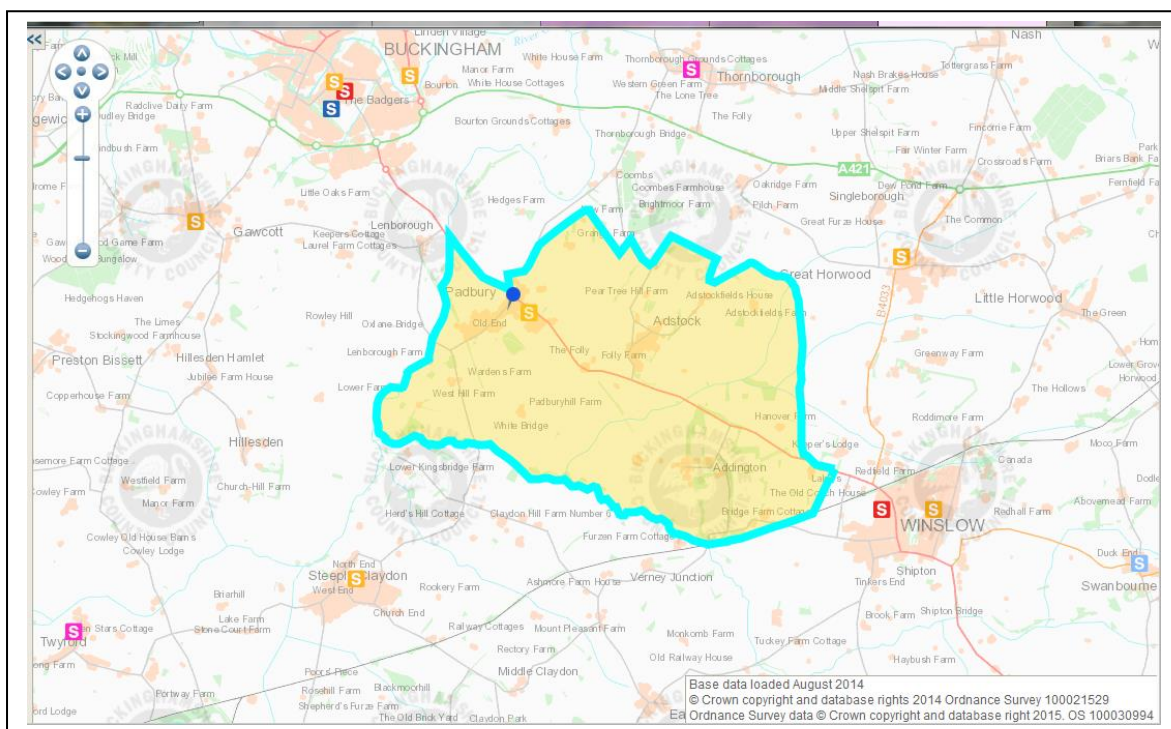 Linden Village
BUCKINGHAM
White House Farm
Thornborough Grounds Cottages
Nash
Tottergrass Farm
Manor Farm
Bourton
White House Cottages
Western Green Farm
Thornborough
Nash Brakes House
The Lone Tree
Middle Shelspit Farm
The Badgers
Radclive Dairy Farm
Bourton Grounds Cottages
The Folly
Fincome Farm
Thornborough Bridge
Upper Shelspit Farm
Fair Winter Farm
Crossroads Farm
Park
Briars Bank Fa
A421
Coombs
Coombes Farmhouse
Oakridge Farm
Dew Pond Farm
Fernfield Fa
Little Oaks Farm
Hedges Farm
Brightmoor Farm
Pilch Farm
Singleborough
Great Furze House
The Common
Gawcott
Keepers Cottage
Lenborough
Laurel Farm Cottages
Game Farm
Bungalow
Great Horwood
Hedgehogs Haven
Padbury
Pear Tree Hill Farm
Adstockfields House
Little Horwood
Rowley Hill
Adstockfields Farm
B4033
The Green
The Limes
Stockingwood Farmhouse
Oxlane Bridge
Old End
Adstock
Preston Bissett
Hillesden Hamlet
Lenborough Farm
The Folly
Folly Farm
Greenway Farm
Jubilee Farm House
Wardens Farm
Lower Farm
West Hill Farm
Padburyhill Farm
The Hollows
Copperhouse Farm
Hanover Farm
Roddimore Farm
White Bridge
Hillesden
Keeper's Lodge
Moco Farm
Lower Kingsbridge Farm
Canada
Westfield Farm
Church-Hill Farm
Addington
Redfield Farm
Manor Farm
The Old Coach House
Abovemead Farm
Herd's Hill Cottage
Claydon Hill Farm Number 6
Bridge Farm Cottage
Redhall Farm
WINSLOW
Cowley Old House Barns
Cowley Lodge
Furzen Farm Cottage
Duck End
North End
Steeple Claydon
West End
Rookery Farm
Ashmore Farm House
Verney Junction
Shipton
Tinkers End
Swanbourne
Briarhill
Church End
Lake Farm
Stone Court Farm
Brook Farm
Shipton Bridge
Stars Cottage
Twyford
Railway Cottages
Mount Pleasant Farm
Monkomb Farm
Tuckey Farm Cottage
Rectory Farm
Old Railway House
Haybush Farm
Poors' Piece
Middle Claydon
Portway Farm
Rosehill Farm
Blackmoorhill
Shepherd's Furze Farm
The Old Brick Yard
Claydon Park
Base data loaded August 2014
© Crown copyright and database rights 2014 Ordnance Survey 100021529
Ordnance Survey data © Crown copyright and database right 2015. OS 100030994